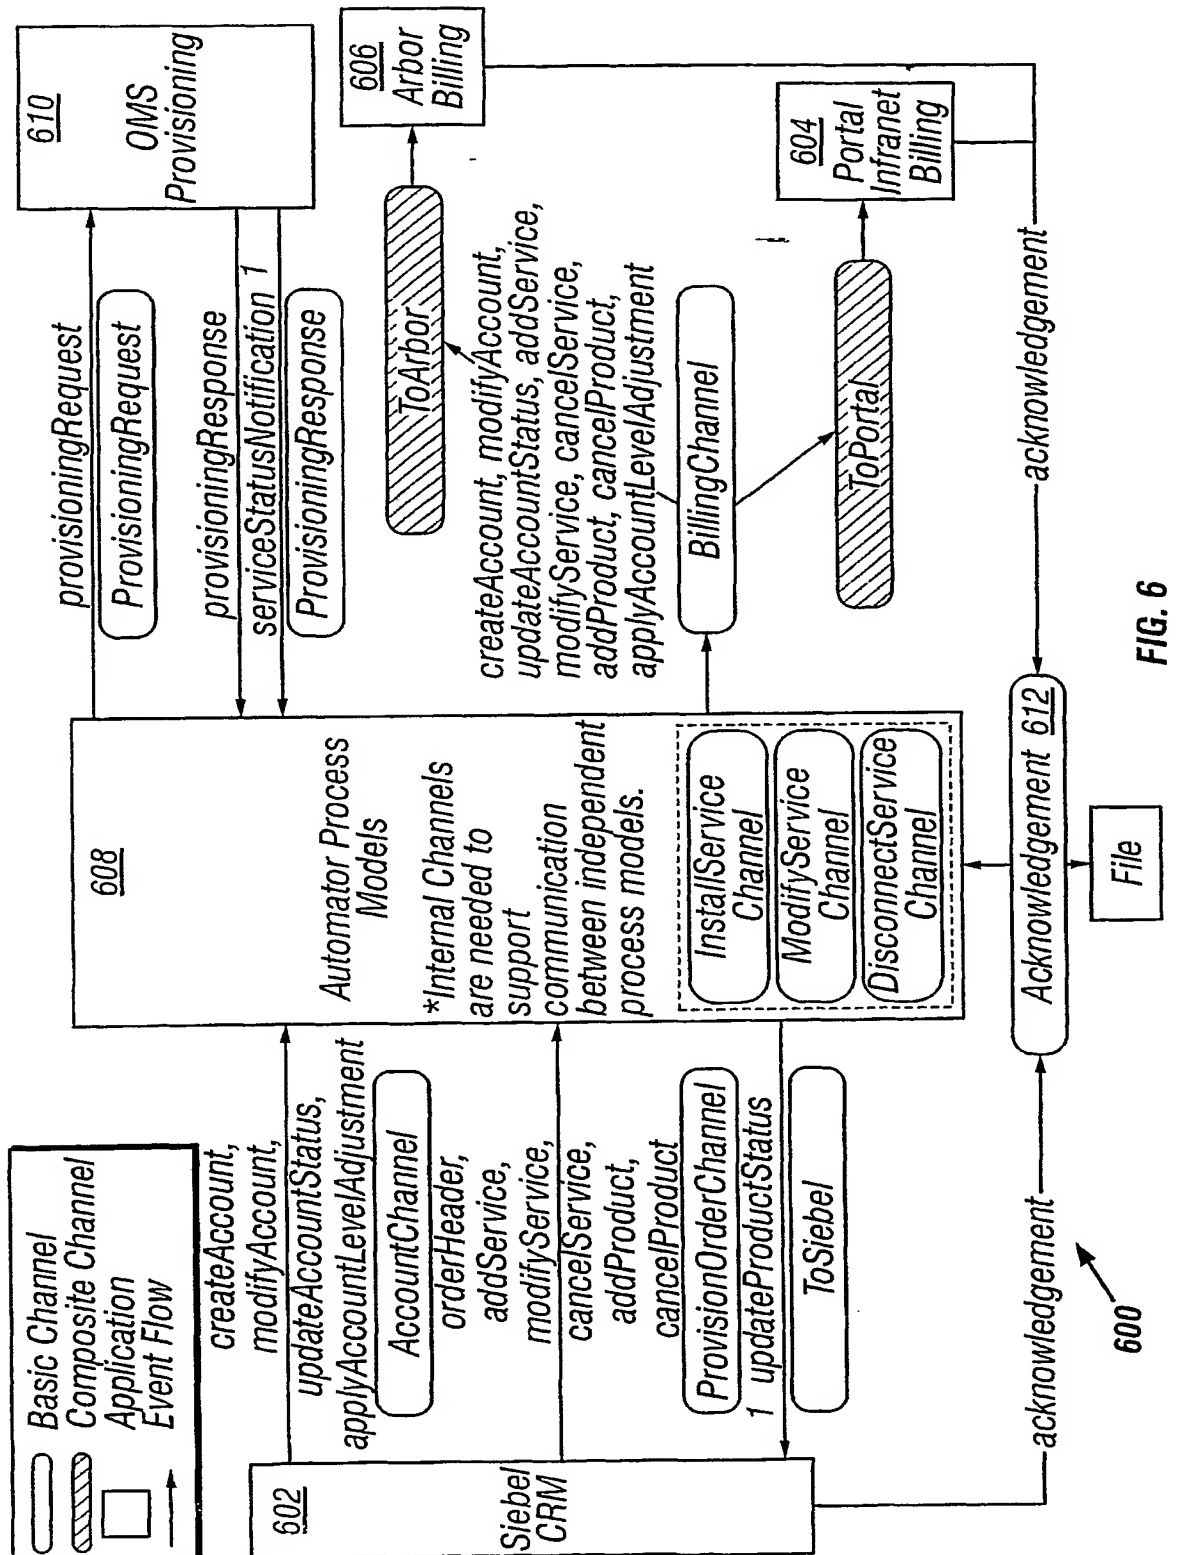 Basic Channel
Composite Channel
Application
Event Flow
602
Siebel
CRM
createAccount,
modifyAccount,
updateAccountStatus,
applyAccountLevelAdjustment
AccountChannel
orderHeader,
addService,
modifyService,
cancelService,
addProduct,
cancelProduct
ProvisionOrderChannel
1 updateProductStatus
ToSiebel
608
Automator Process
Models
*Internal Channels
are needed to
support
communication
between independent
process models.
InstallService
Channel
ModifyService
Channel
DisconnectService
Channel
provisioningRequest
ProvisioningRequest
provisioningResponse
serviceStatusNotification 1
ProvisioningResponse
610
OMS
Provisioning
606
Arbor
Billing
ToArbor
createAccount, modifyAccount,
updateAccountStatus, addService,
modifyService, cancelService,
addProduct, cancelProduct,
applyAccountLevelAdjustment
BillingChannel
ToPortal
604
Portal
Infranet
Billing
acknowledgement
Acknowledgement 612
acknowledgement
File
600
FIG. 6